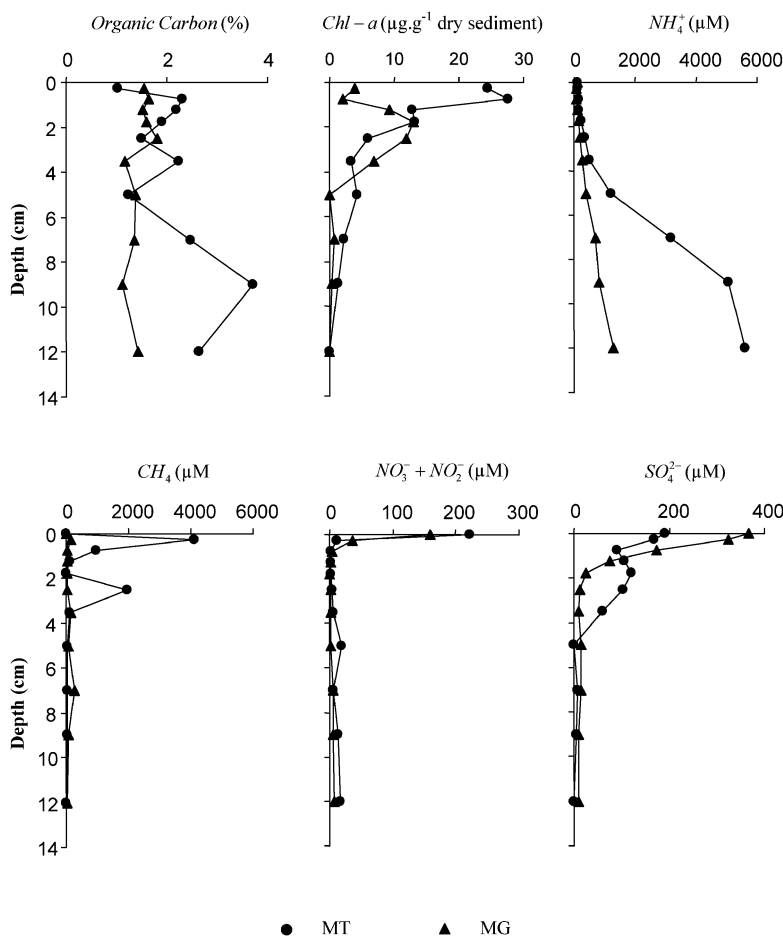 Organic Carbon (%) Chl – a (µg.g⁻¹ dry sediment) NH₄⁺ (µM)
0 2 4 0 10 20 30 0 2000 4000 6000
0
2
4
6
8
10
12
14
Depth (cm)
CH₄ (µM NO₃⁻ + NO₂⁻ (µM) SO₄²⁻ (µM)
0 2000 4000 6000 0 100 200 300 0 200 400
0
2
4
6
8
10
12
14
Depth (cm)
MT MG